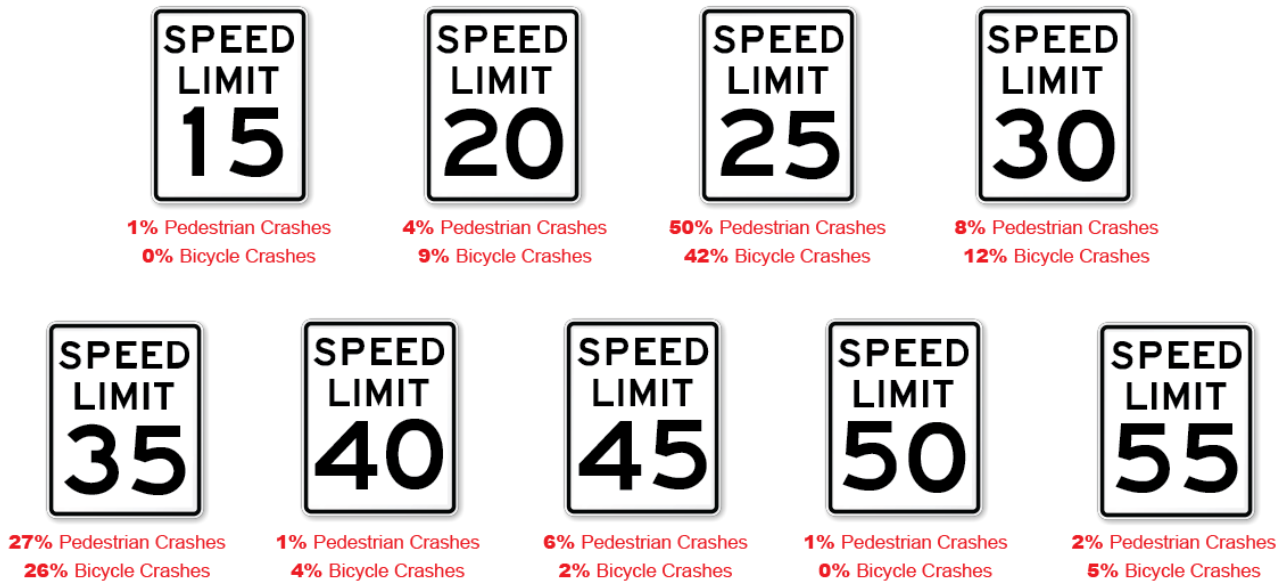 SPEED
LIMIT
15
1% Pedestrian Crashes
0% Bicycle Crashes
SPEED
LIMIT
20
4% Pedestrian Crashes
9% Bicycle Crashes
SPEED
LIMIT
25
50% Pedestrian Crashes
42% Bicycle Crashes
SPEED
LIMIT
30
8% Pedestrian Crashes
12% Bicycle Crashes
SPEED
LIMIT
35
27% Pedestrian Crashes
26% Bicycle Crashes
SPEED
LIMIT
40
1% Pedestrian Crashes
4% Bicycle Crashes
SPEED
LIMIT
45
6% Pedestrian Crashes
2% Bicycle Crashes
SPEED
LIMIT
50
1% Pedestrian Crashes
0% Bicycle Crashes
SPEED
LIMIT
55
2% Pedestrian Crashes
5% Bicycle Crashes